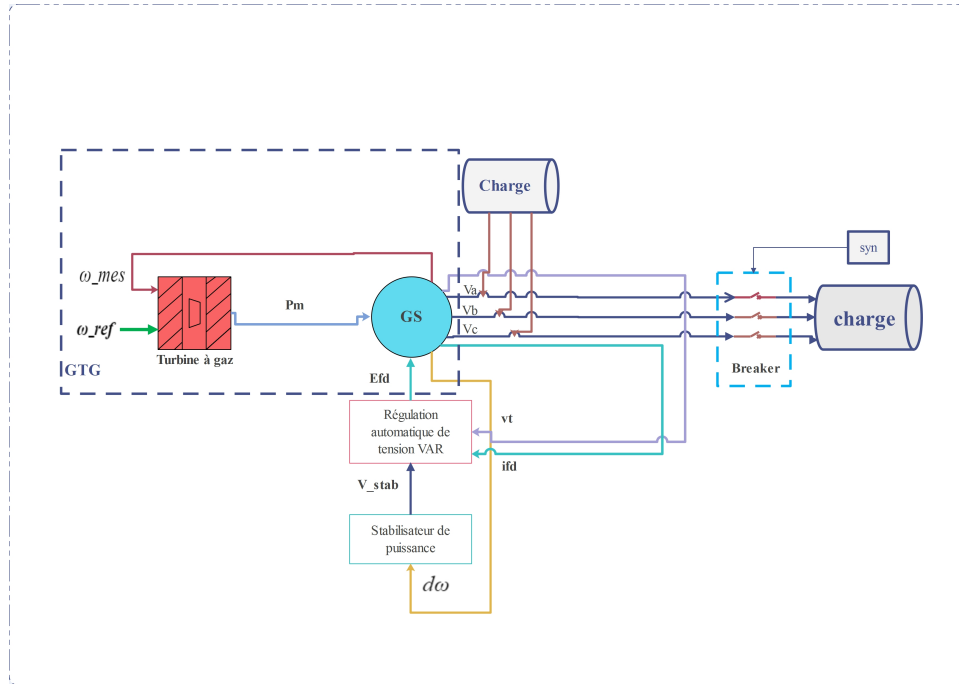 Charge
syn
ω_mes
Va
Pm
Vb
GS
charge
ω_ref
Vc
Turbine à gaz
GTG
Breaker
Efd
Régulation
automatique de
tension VAR
vt
ifd
V_stab
Stabilisateur de
puissance
dω